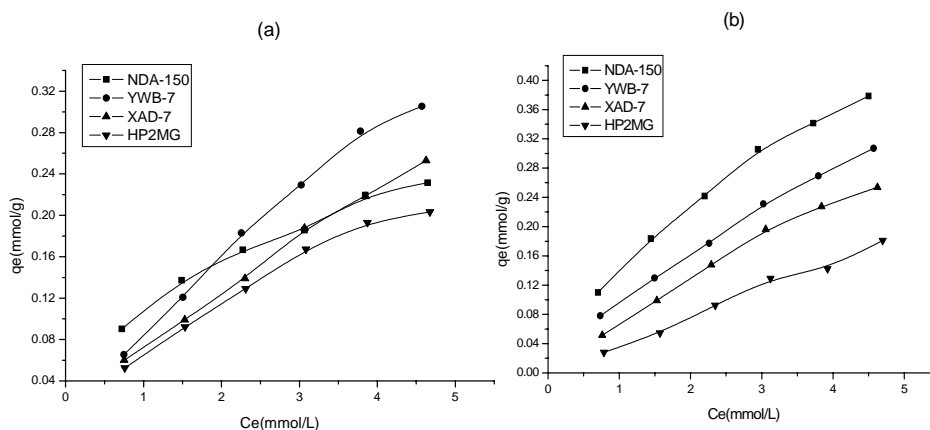 (a)
NDA-150
YWB-7
XAD-7
HP2MG
qe(mmol/g)
0.32
0.28
0.24
0.20
0.16
0.12
0.08
0.04
0 1 2 3 4 5
Ce(mmol/L)
(b)
NDA-150
YWB-7
XAD-7
HP2MG
qe(mmol/g)
0.40
0.36
0.32
0.28
0.24
0.20
0.16
0.12
0.08
0.04
0.00
0 1 2 3 4 5
Ce(mmol/L)